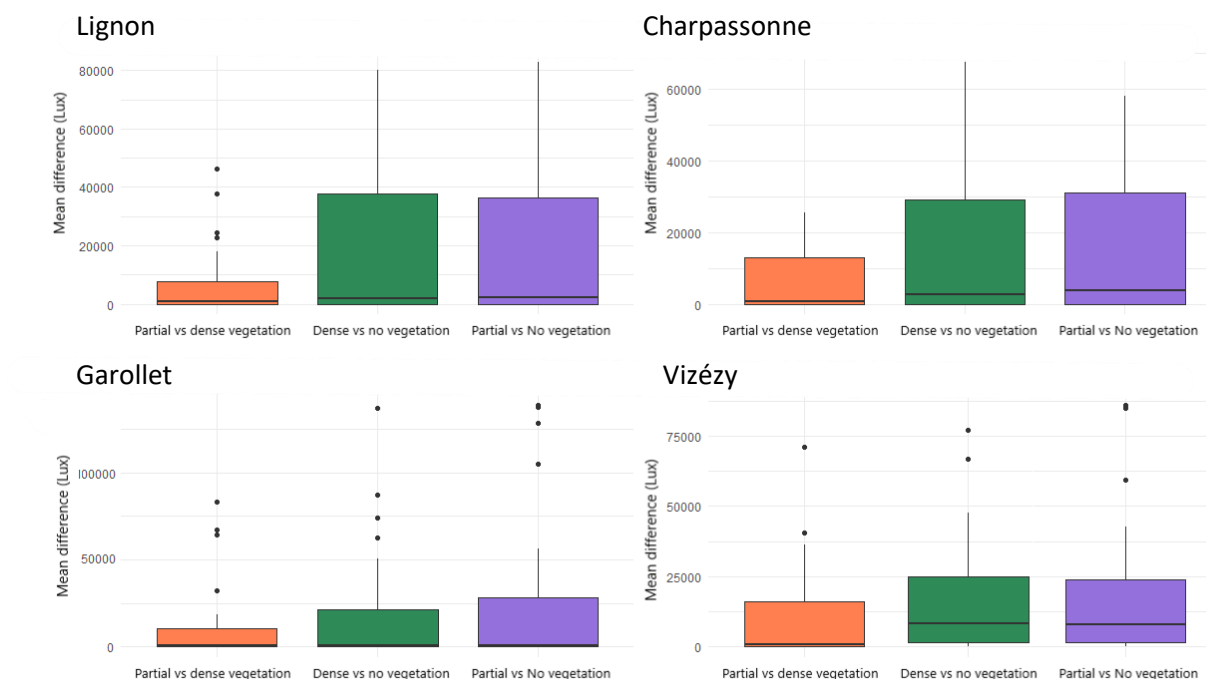 Lignon
Mean difference (Lux)
80000
60000
40000
20000
0
Partial vs dense vegetation
Dense vs no vegetation
Partial vs No vegetation
Charpassonne
Mean difference (Lux)
60000
40000
20000
0
Partial vs dense vegetation
Dense vs no vegetation
Partial vs No vegetation
Garollet
Mean difference (Lux)
100000
50000
0
Partial vs dense vegetation
Dense vs no vegetation
Partial vs No vegetation
Vizézy
Mean difference (Lux)
75000
50000
25000
0
Partial vs dense vegetation
Dense vs no vegetation
Partial vs No vegetation